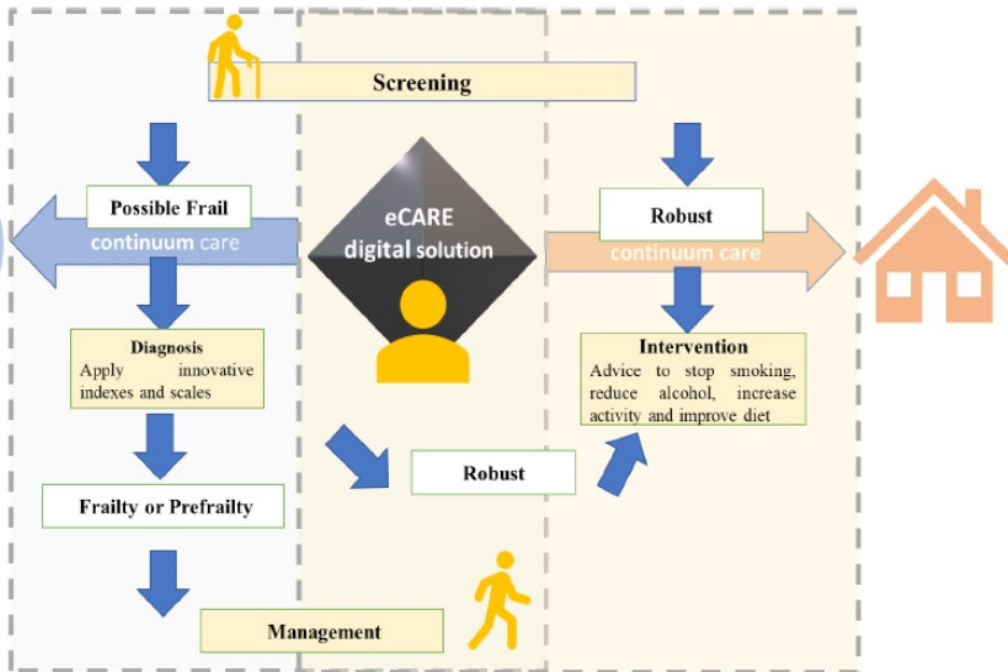 Screening
Possible Frail
continuum care
eCARE
digital solution
Robust
continuum care
Diagnosis
Apply innovative
indexes and scales
Intervention
Advice to stop smoking,
reduce alcohol, increase
activity and improve diet
Robust
Frailty or Prefrailty
Management